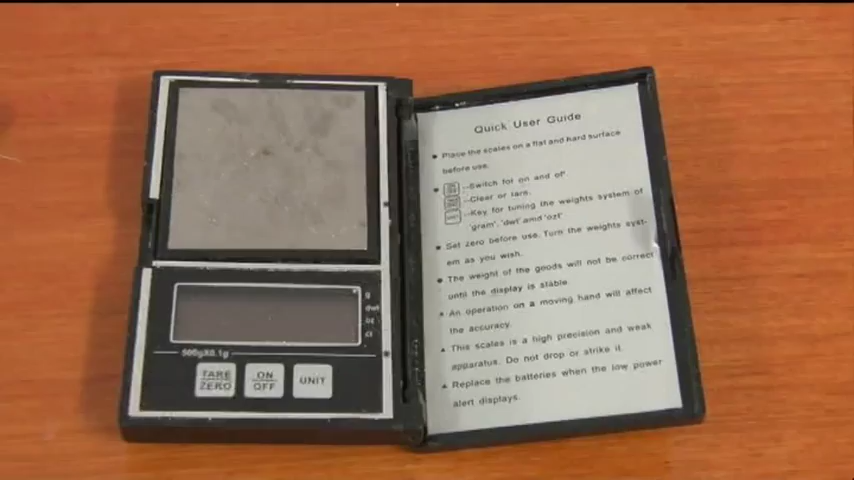 Quick User Guide
Place the scales on a flat and hard surface
before use.
--Switch for on and of
--Clear or tare.
--Key for tuning the weights system of
'gram', 'dwt' amd 'ozt'
Set zero before use. Turn the weights syst-
em as you wish.
The weight of the goods will not be correct
until the display is stable.
An operation on a moving hand will affect
the accuracy.
This scales is a high precision and weak
apparatus. Do not drop or strike it.
Replace the batteries when the low power
alert displays.
g
dwt
500gX0.1g
TARE
ZERO
ON
OFF
UNIT